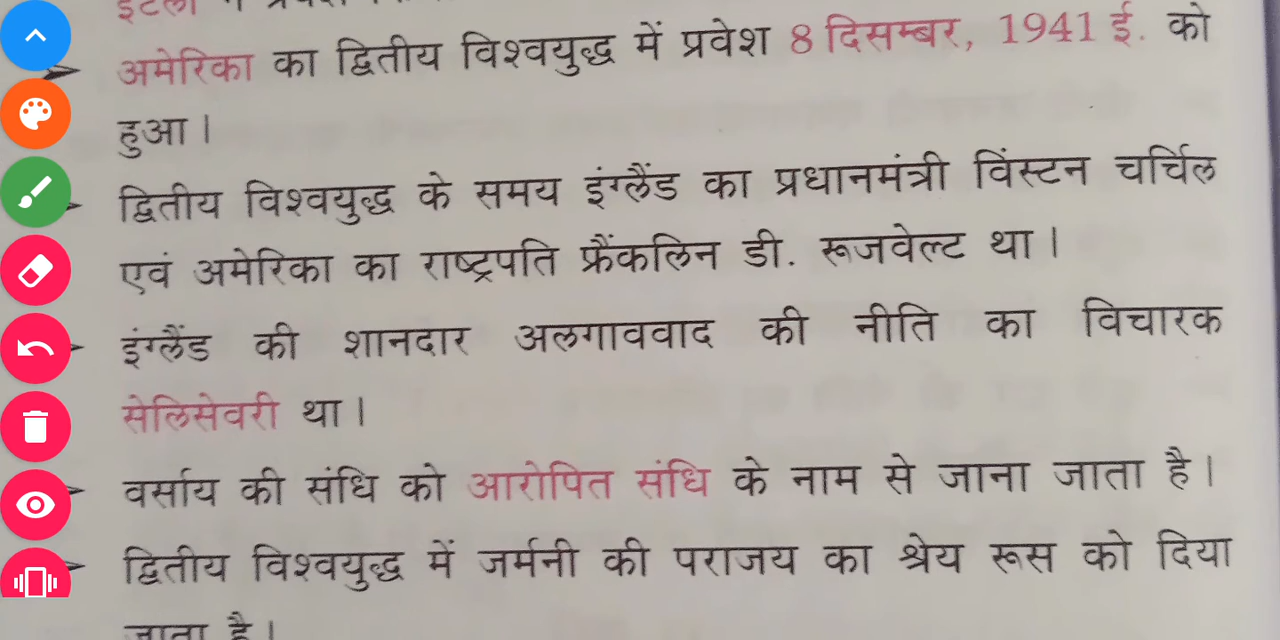 अमेरिका का द्वितीय विश्वयुद्ध में प्रवेश 8 दिसम्बर, 1941 ई. को
हुआ।
द्वितीय विश्वयुद्ध के समय इंग्लैंड का प्रधानमंत्री विंस्टन चर्चिल
एवं अमेरिका का राष्ट्रपति फ्रैंकलिन डी. रूजवेल्ट था।
इंग्लैंड की शानदार अलगाववाद की नीति का विचारक
सेलिसेवरी था।
वर्साय की संधि को आरोपित संधि के नाम से जाना जाता है।
द्वितीय विश्वयुद्ध में जर्मनी की पराजय का श्रेय रूस को दिया
जाता है।